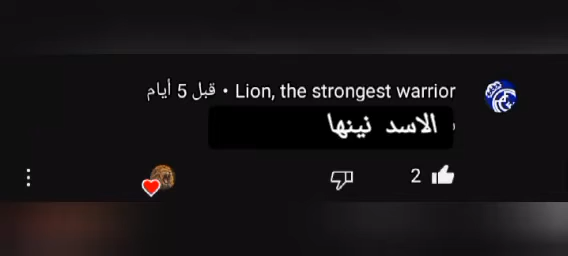 Lion, the strongest warrior • قبل 5 أيام
الاسد نينها
2